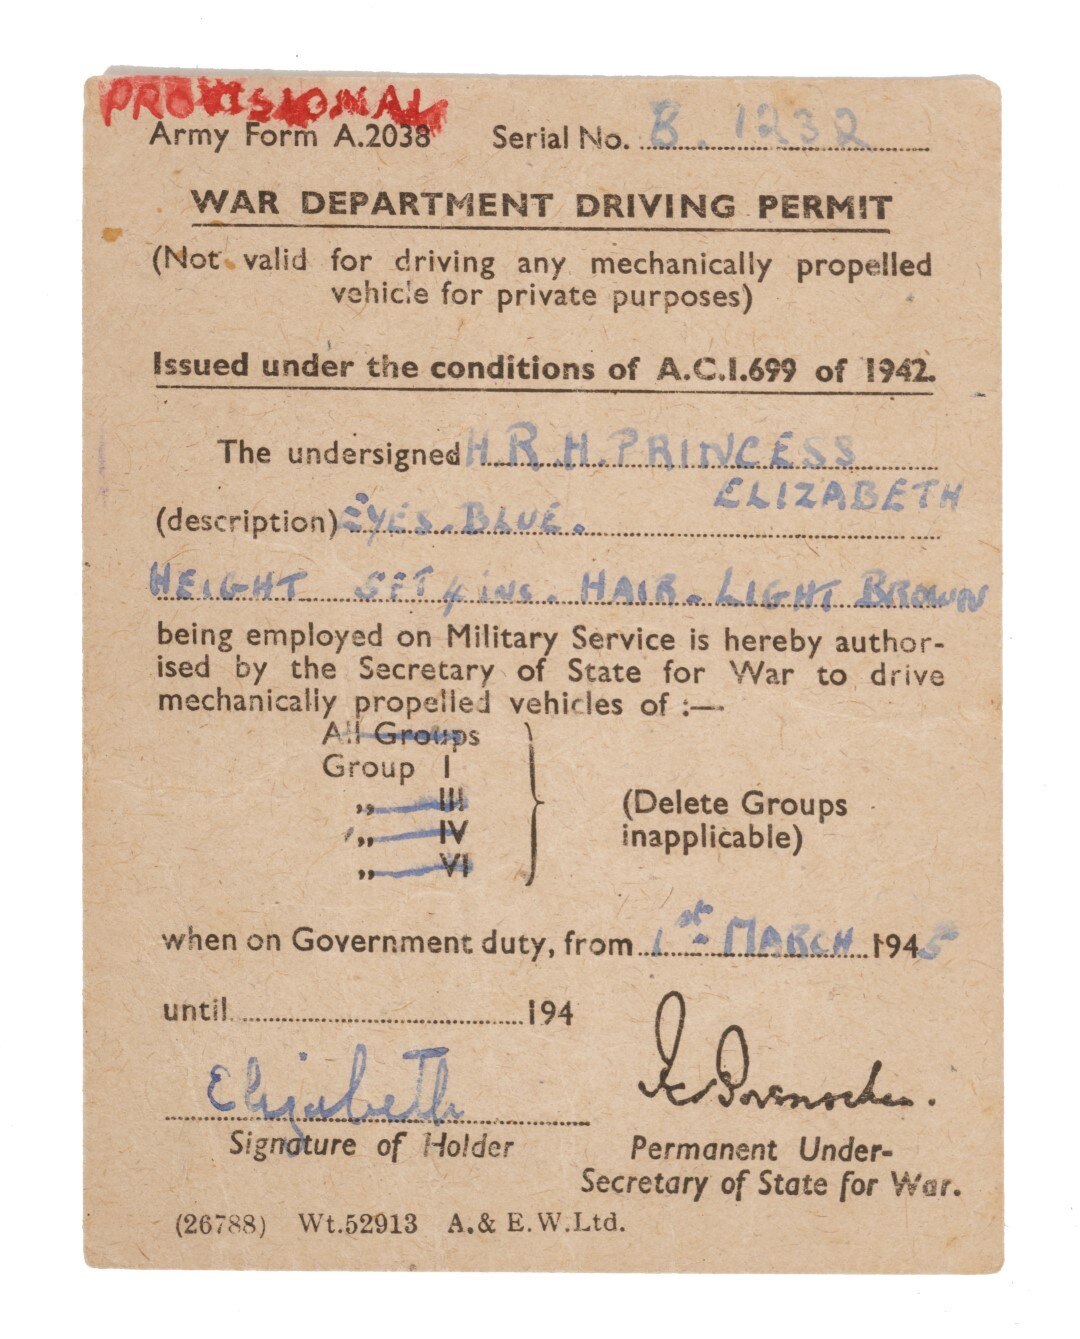 PROVISIONAL
Army Form A.2038 Serial No. B. 1232
WAR DEPARTMENT DRIVING PERMIT
(Not valid for driving any mechanically propelled
vehicle for private purposes)
Issued under the conditions of A.C.I.699 of 1942.
The undersigned H.R.H. PRINCESS
ELIZABETH
(description) EYES. BLUE.
HEIGHT 5FT 4 ins. HAIR. LIGHT BROWN
being employed on Military Service is hereby author-
ised by the Secretary of State for War to drive
mechanically propelled vehicles of :—
All Groups
Group I
„ III
„ IV
„ VI
(Delete Groups
inapplicable)
when on Government duty, from 1st MARCH 1945
until 194
Elizabeth
Signature of Holder
Permanent Under-
Secretary of State for War.
(26788) Wt.52913 A. & E.W.Ltd.